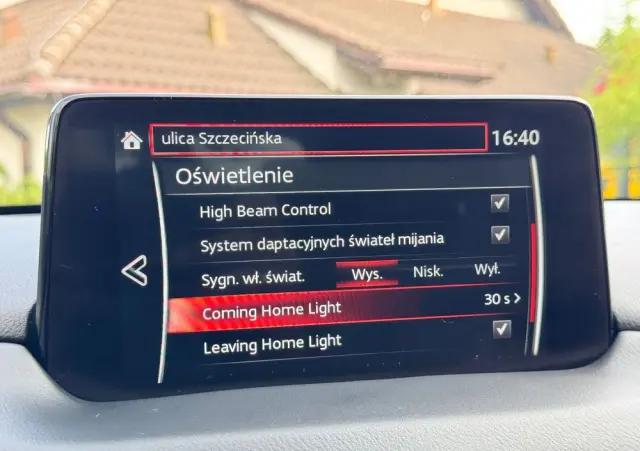 ulica Szczecińska 16:40
Oświetlenie
High Beam Control
System daptacyjnych świateł mijania
Sygn. wł. świat. Wys. Nisk. Wył.
Coming Home Light 30 s
Leaving Home Light